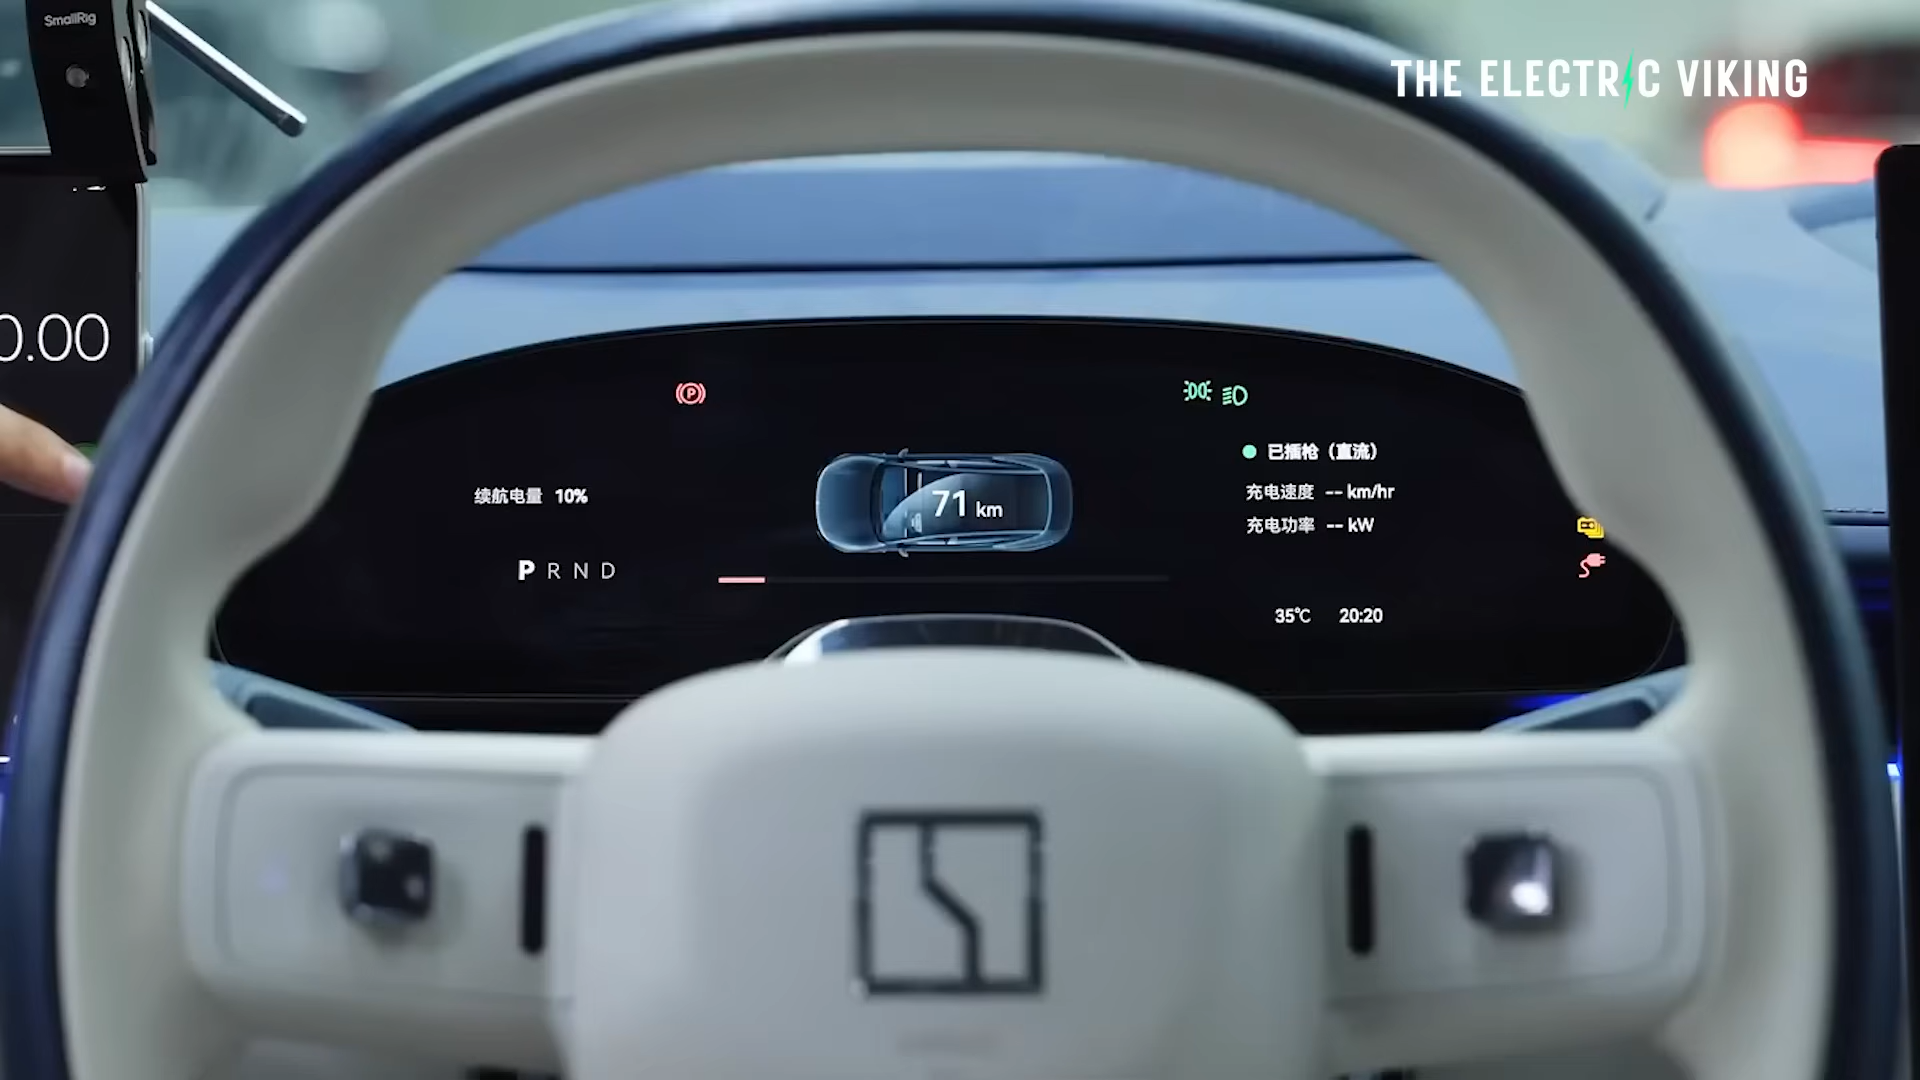 SmallRig
THE ELECTRIC VIKING
0.00
已插枪（直流）
续航电量 10%
71 km
充电速度 -- km/hr
充电功率 -- kW
P R N D
35℃ 20:20